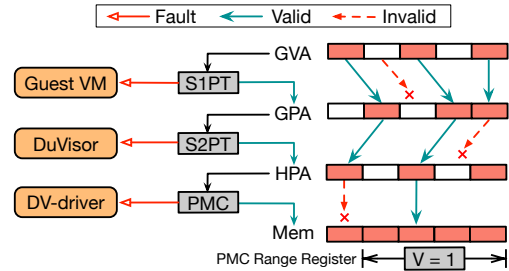 Fault Valid Invalid
GVA
Guest VM S1PT
GPA
DuVisor S2PT
HPA
DV-driver PMC
Mem
PMC Range Register V = 1